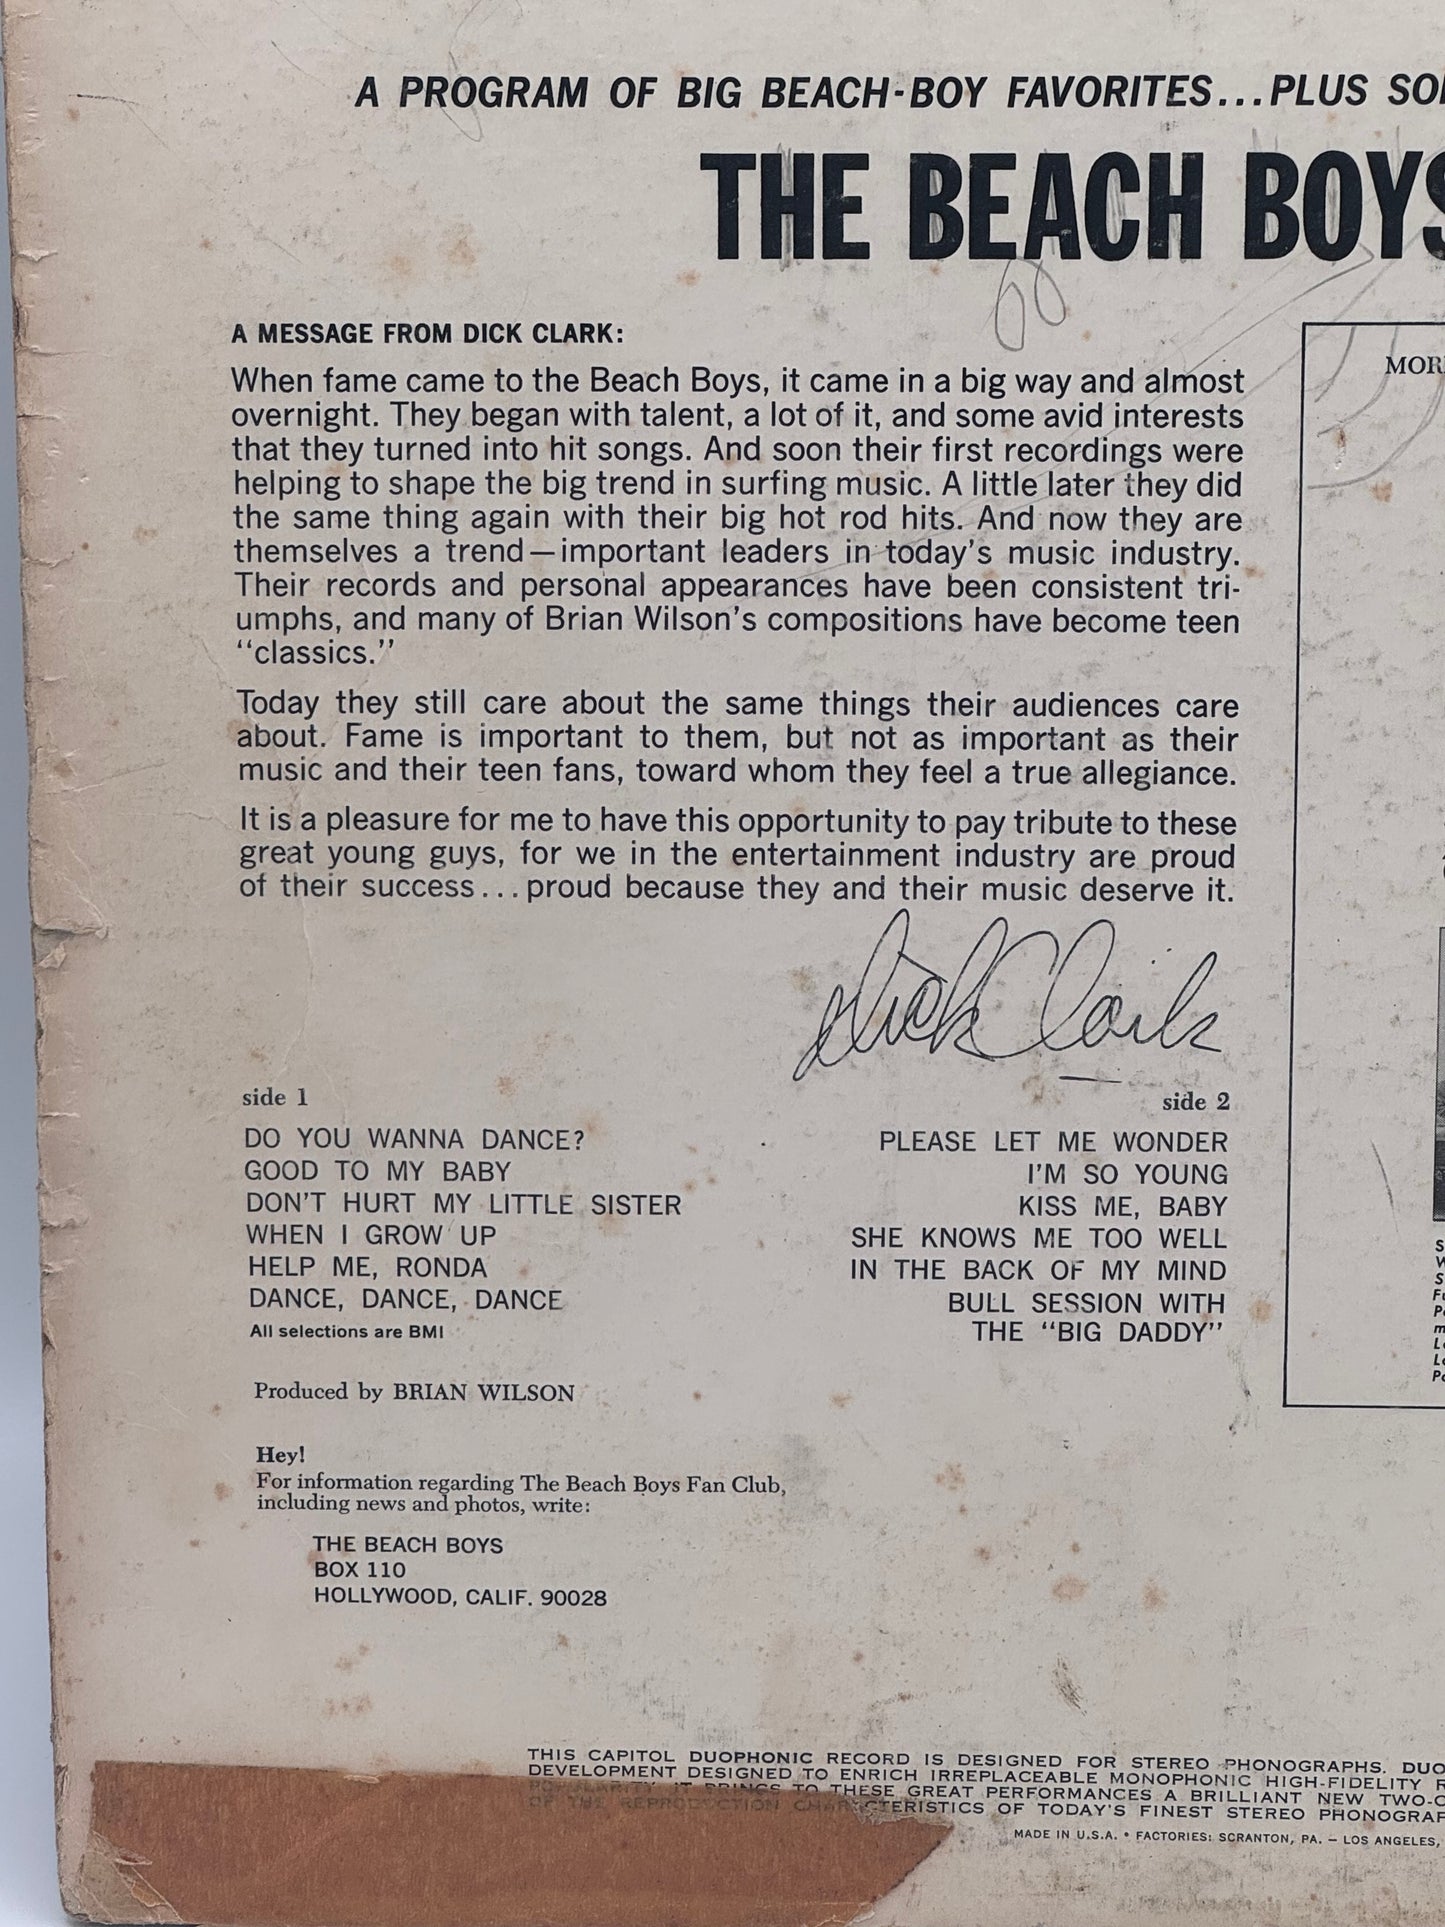 A PROGRAM OF BIG BEACH-BOY FAVORITES...PLUS
THE BEACH BOYS
A MESSAGE FROM DICK CLARK:
When fame came to the Beach Boys, it came in a big way and almost
overnight. They began with talent, a lot of it, and some avid interests
that they turned into hit songs. And soon their first recordings were
helping to shape the big trend in surfing music. A little later they did
the same thing again with their big hot rod hits. And now they are
themselves a trend—important leaders in today's music industry.
Their records and personal appearances have been consistent tri-
umphs, and many of Brian Wilson's compositions have become teen
"classics."
Today they still care about the same things their audiences care
about. Fame is important to them, but not as important as their
music and their teen fans, toward whom they feel a true allegiance.
It is a pleasure for me to have this opportunity to pay tribute to these
great young guys, for we in the entertainment industry are proud
of their success...proud because they and their music deserve it.
Dick Clark
side 1
DO YOU WANNA DANCE?
GOOD TO MY BABY
DON'T HURT MY LITTLE SISTER
WHEN I GROW UP
HELP ME, RONDA
DANCE, DANCE, DANCE
All selections are BMI
side 2
PLEASE LET ME WONDER
I'M SO YOUNG
KISS ME, BABY
SHE KNOWS ME TOO WELL
IN THE BACK OF MY MIND
BULL SESSION WITH
THE "BIG DADDY"
Produced by BRIAN WILSON
Hey!
For information regarding The Beach Boys Fan Club,
including news and photos, write:
THE BEACH BOYS
BOX 110
HOLLYWOOD, CALIF. 90028
THIS CAPITOL DUOPHONIC RECORD IS DESIGNED FOR STEREO PHONOGRAPHS.
DEVELOPMENT DESIGNED TO ENRICH IRREPLACEABLE MONOPHONIC HIGH-FIDELITY
POPULARITY. IT BRINGS TO THESE GREAT PERFORMANCES A BRILLIANT NEW
OF THE REPRODUCTION CHARACTERISTICS OF TODAY'S FINEST STEREO
MADE IN U.S.A. • FACTORIES: SCRANTON, PA. – LOS ANGELES,